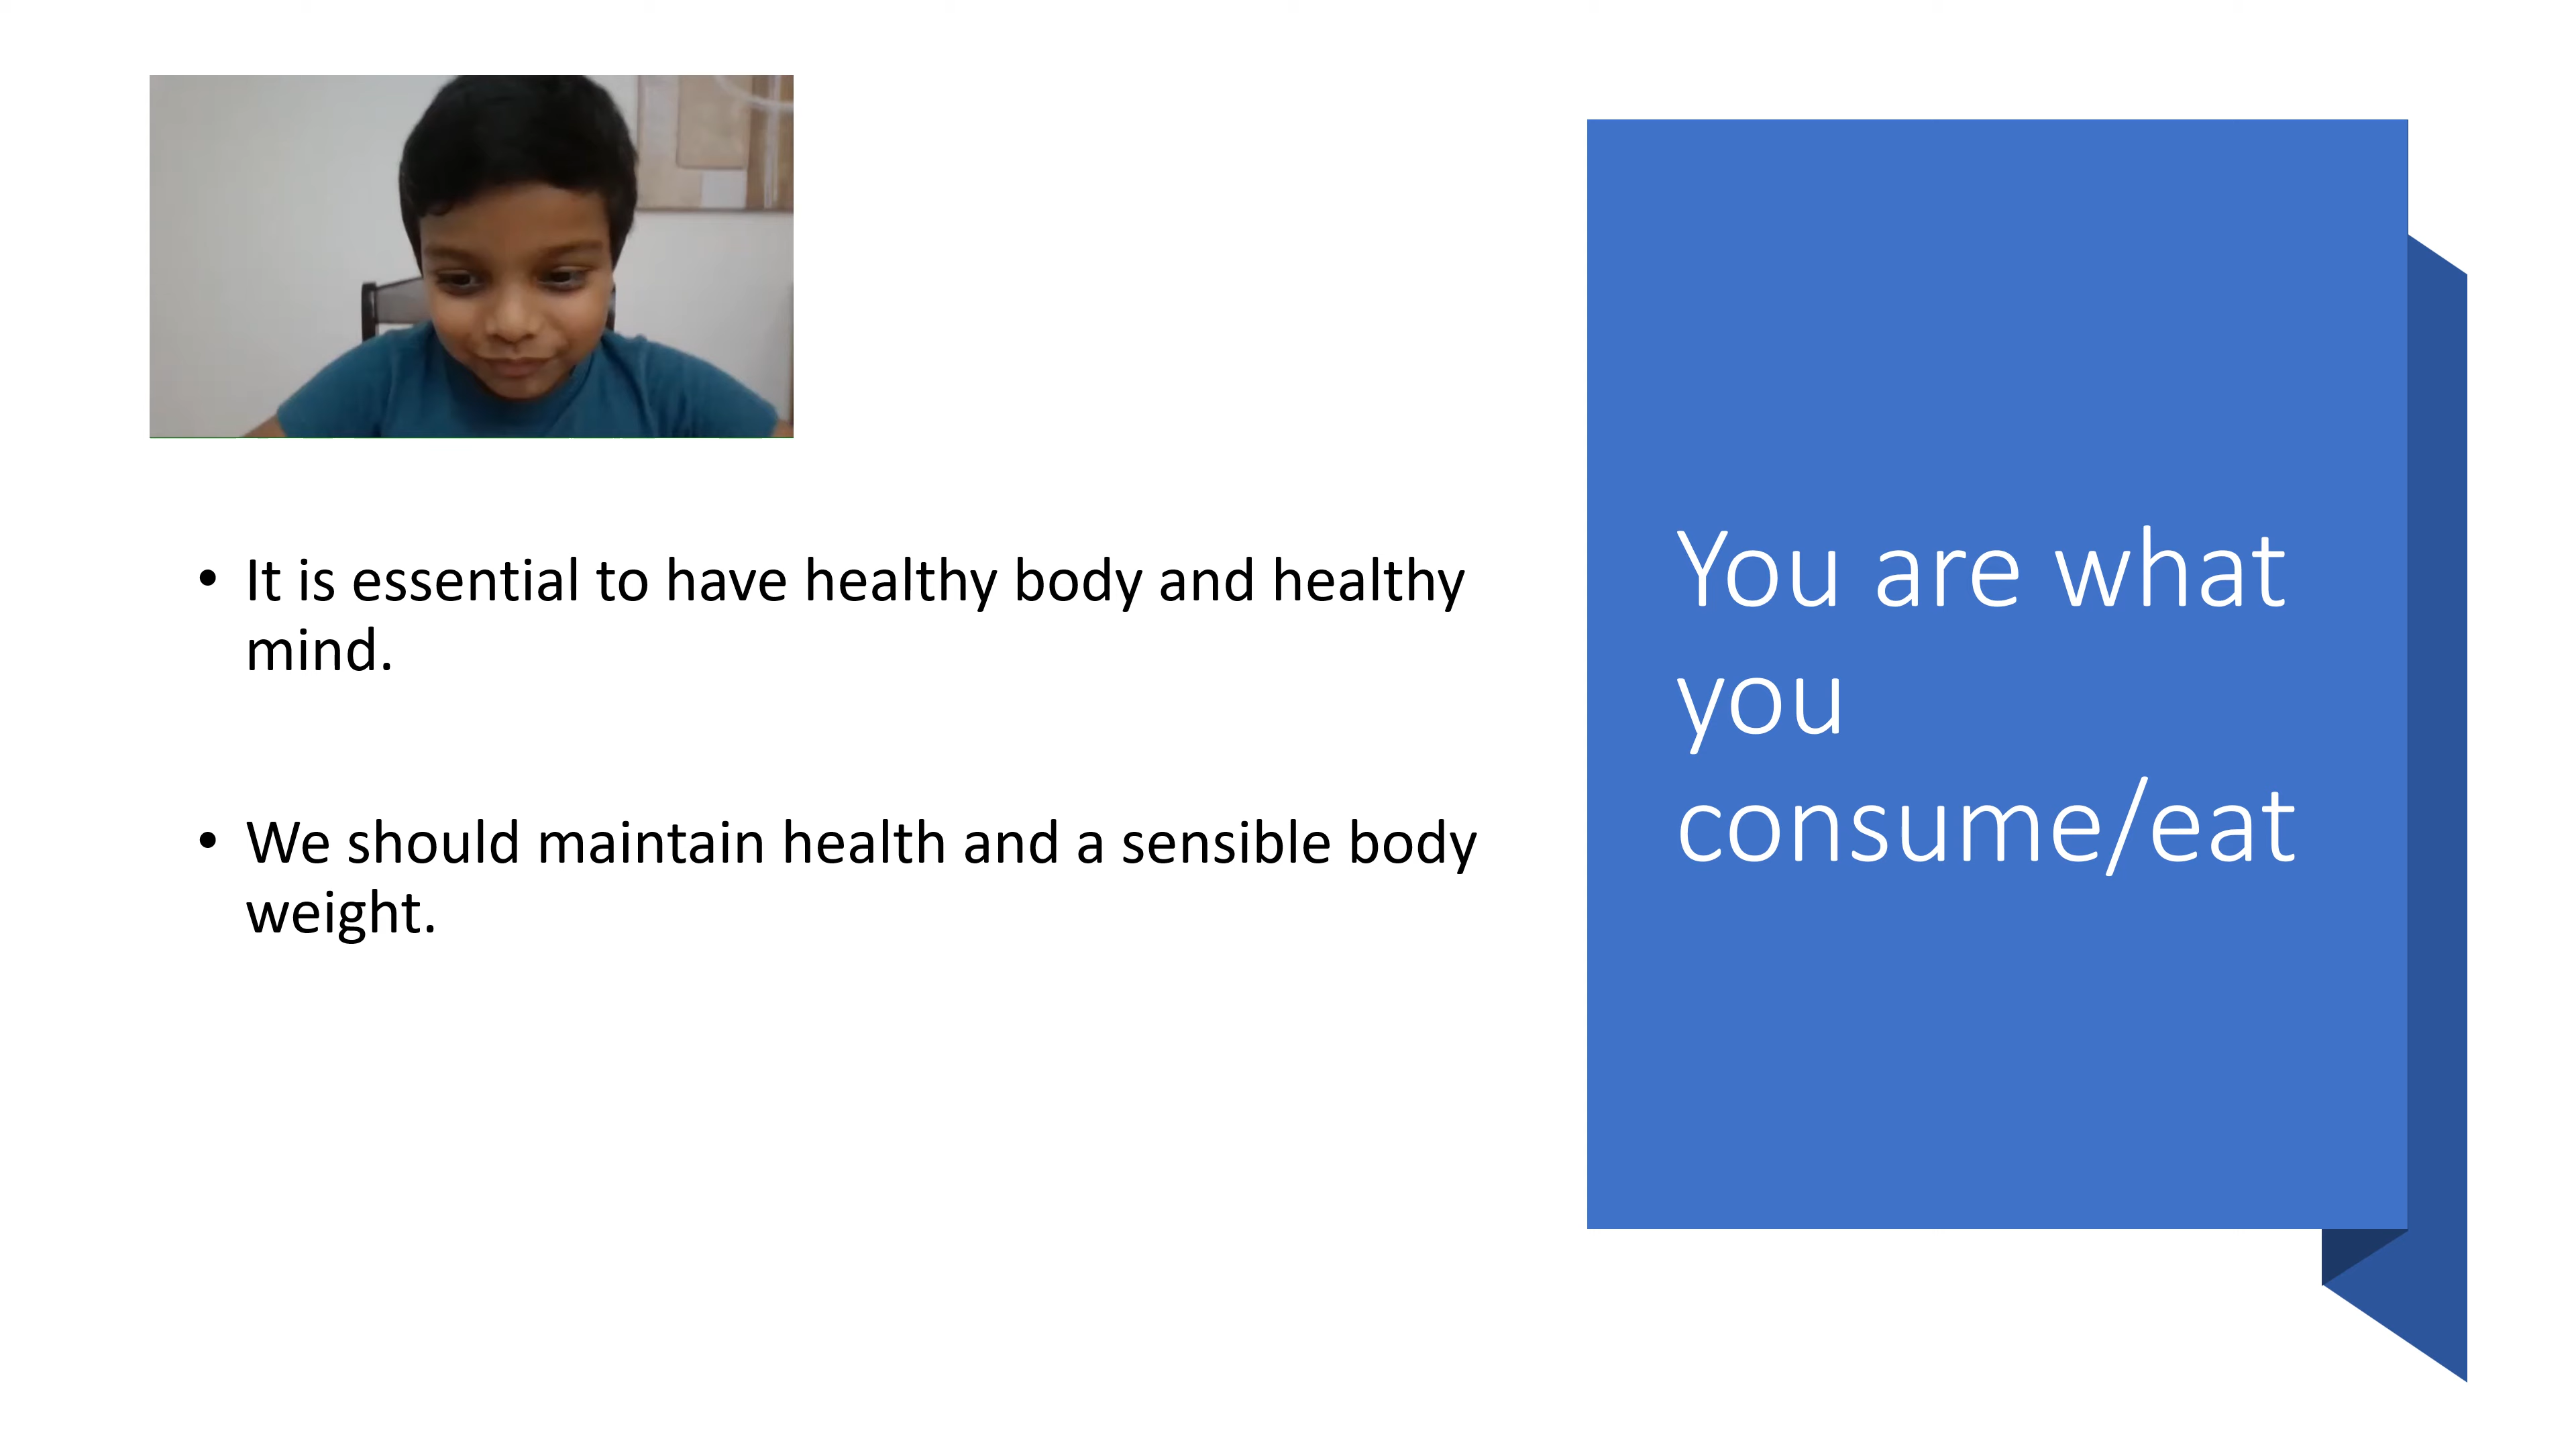 • It is essential to have healthy body and healthy
mind.
• We should maintain health and a sensible body
weight.
You are what
you
consume/eat